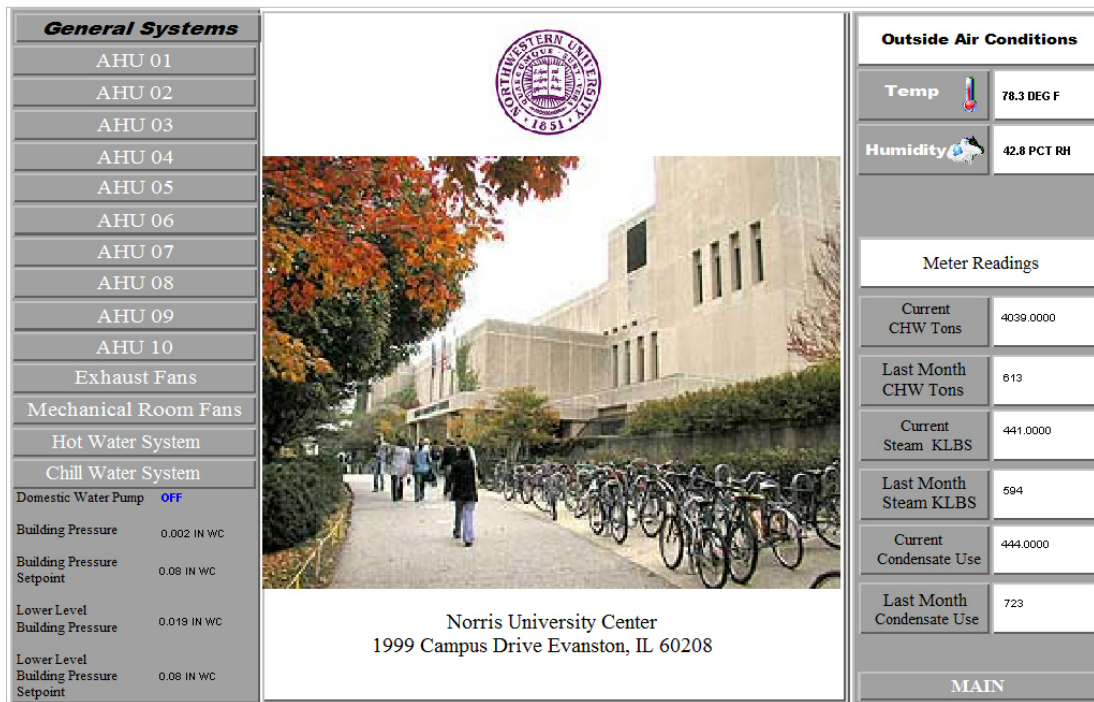 General Systems
AHU 01
AHU 02
AHU 03
AHU 04
AHU 05
AHU 06
AHU 07
AHU 08
AHU 09
AHU 10
Exhaust Fans
Mechanical Room Fans
Hot Water System
Chill Water System
Domestic Water Pump OFF
Building Pressure 0.002 IN WC
Building Pressure
Setpoint 0.08 IN WC
Lower Level
Building Pressure 0.019 IN WC
Lower Level
Building Pressure 0.08 IN WC
Setpoint
NORTHWESTERN UNIVERSITY
1851
Norris University Center
1999 Campus Drive Evanston, IL 60208
Outside Air Conditions
Temp 78.3 DEG F
Humidity 42.8 PCT RH
Meter Readings
Current
CHW Tons 4039.0000
Last Month
CHW Tons 613
Current
Steam KLBS 441.0000
Last Month
Steam KLBS 594
Current
Condensate Use 444.0000
Last Month
Condensate Use 723
MAIN